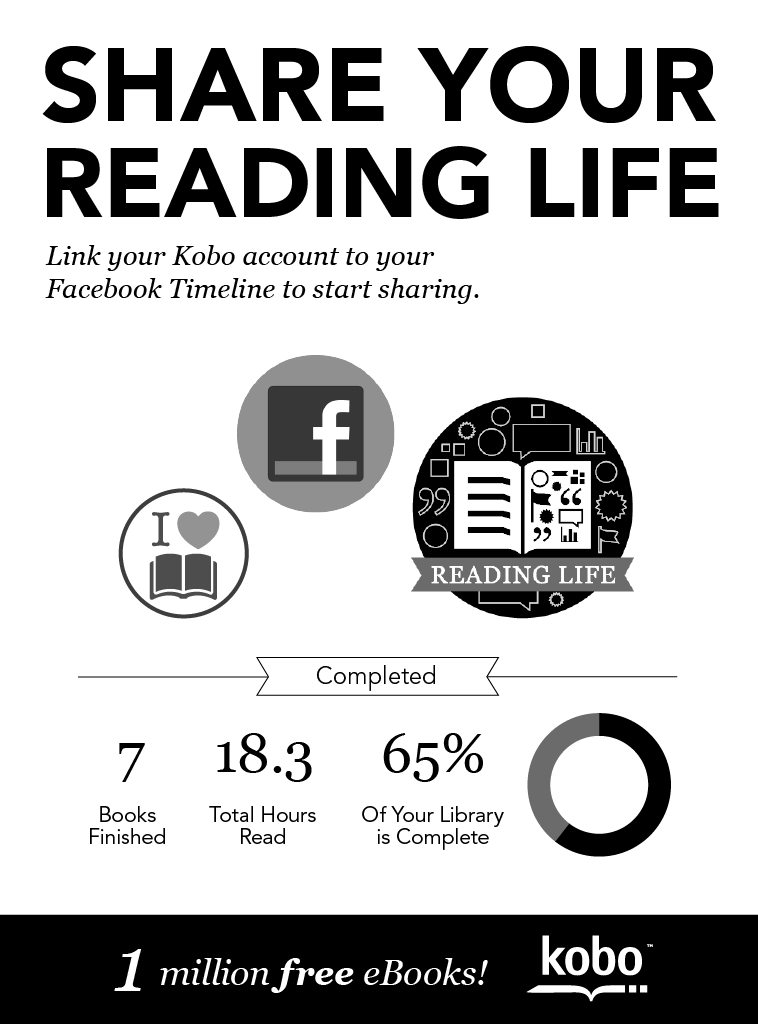 SHARE YOUR
READING LIFE
Link your Kobo account to your
Facebook Timeline to start sharing.
f
I
READING LIFE
Completed
7
Books
Finished
18.3
Total Hours
Read
65%
Of Your Library
is Complete
1 million free eBooks!
kobo™